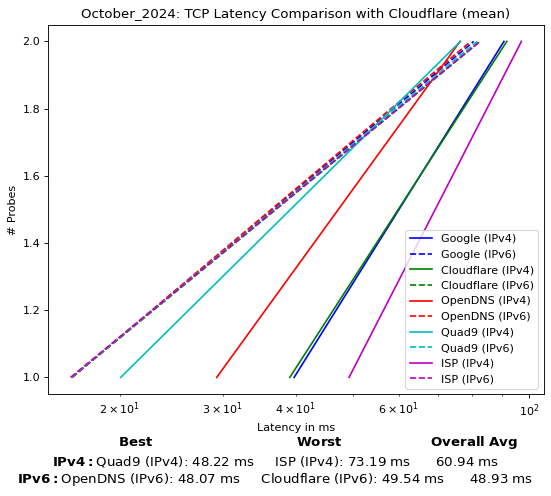 October_2024: TCP Latency Comparison with Cloudflare (mean)
2.0
1.8
1.6
1.4
1.2
1.0
# Probes
Google (IPv4)
Google (IPv6)
Cloudflare (IPv4)
Cloudflare (IPv6)
OpenDNS (IPv4)
OpenDNS (IPv6)
Quad9 (IPv4)
Quad9 (IPv6)
ISP (IPv4)
ISP (IPv6)
2 × 10¹ 3 × 10¹ 4 × 10¹ 6 × 10¹ 10²
Latency in ms
Best Worst Overall Avg
IPv4: Quad9 (IPv4): 48.22 ms ISP (IPv4): 73.19 ms 60.94 ms
IPv6: OpenDNS (IPv6): 48.07 ms Cloudflare (IPv6): 49.54 ms 48.93 ms